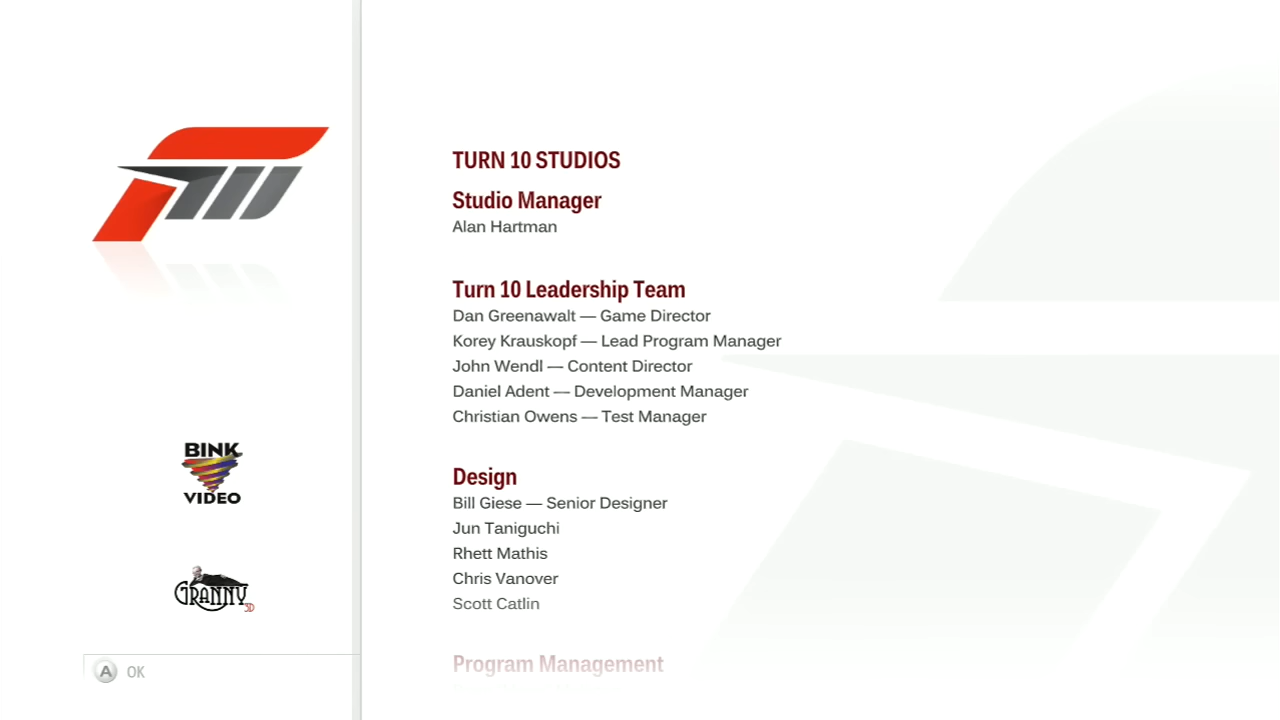 TURN 10 STUDIOS
Studio Manager
Alan Hartman
Turn 10 Leadership Team
Dan Greenawalt — Game Director
Korey Krauskopf — Lead Program Manager
John Wendl — Content Director
Daniel Adent — Development Manager
Christian Owens — Test Manager
Design
Bill Giese — Senior Designer
Jun Taniguchi
Rhett Mathis
Chris Vanover
Scott Catlin
Program Management
BINK
VIDEO
GRANNY 3D
A OK